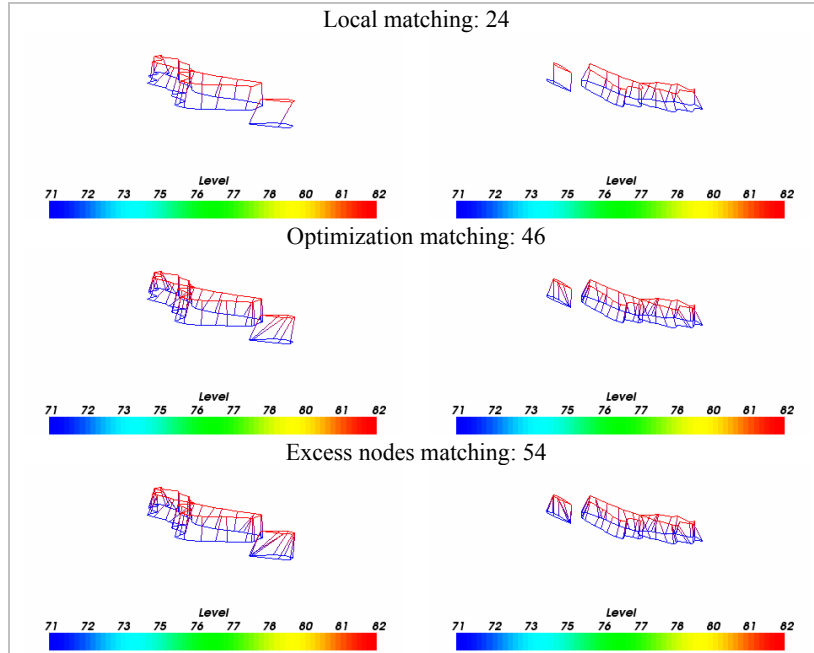 Local matching: 24
Level Level
71 72 73 75 76 77 78 80 81 82 71 72 73 75 76 77 78 80 81 82
Optimization matching: 46
Level Level
71 72 73 75 76 77 78 80 81 82 71 72 73 75 76 77 78 80 81 82
Excess nodes matching: 54
Level Level
71 72 73 75 76 77 78 80 81 82 71 72 73 75 76 77 78 80 81 82